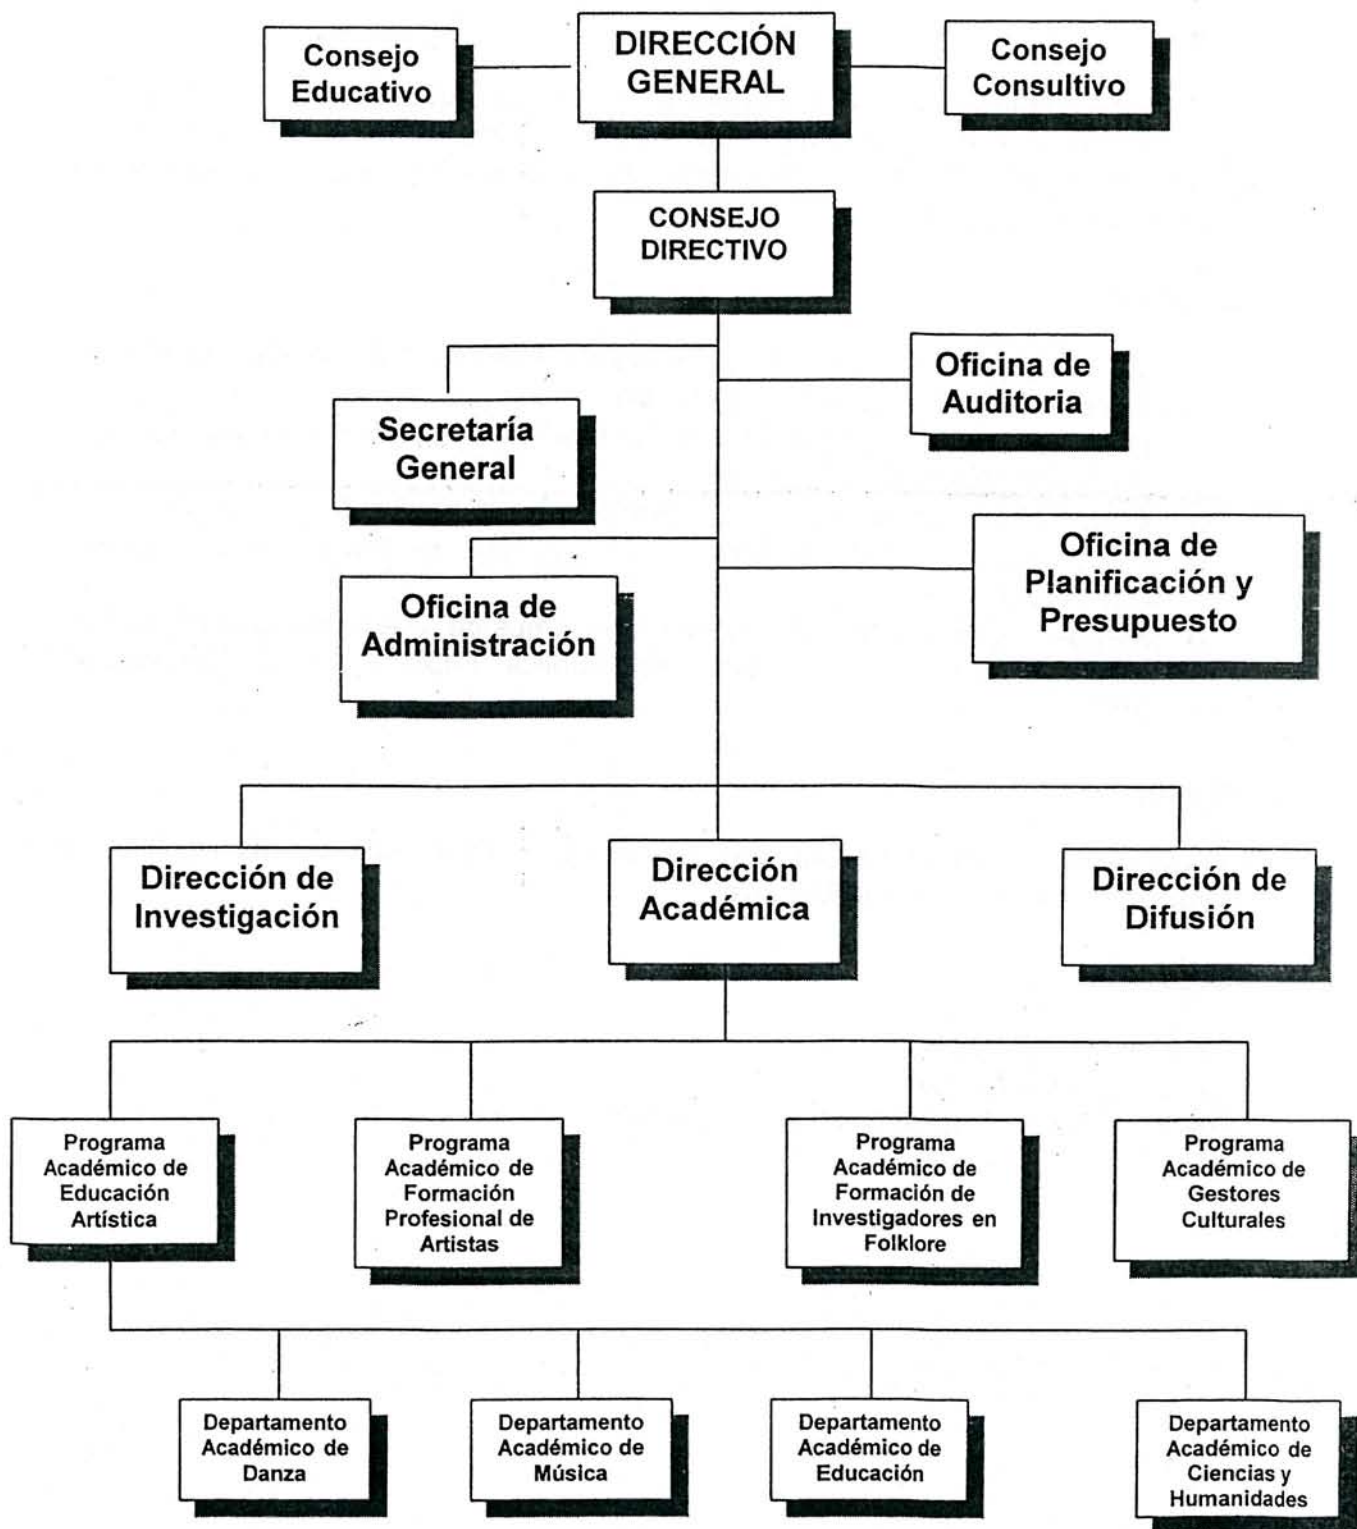 Consejo
Educativo
DIRECCIÓN
GENERAL
Consejo
Consultivo
CONSEJO
DIRECTIVO
Oficina de
Auditoria
Secretaría
General
Oficina de
Planificación y
Presupuesto
Oficina de
Administración
Dirección de
Investigación
Dirección
Académica
Dirección de
Difusión
Programa
Académico de
Educación
Artística
Programa
Académico de
Formación
Profesional de
Artistas
Programa
Académico de
Formación de
Investigadores en
Folklore
Programa
Académico de
Gestores
Culturales
Departamento
Académico de
Danza
Departamento
Académico de
Música
Departamento
Académico de
Educación
Departamento
Académico de
Ciencias y
Humanidades